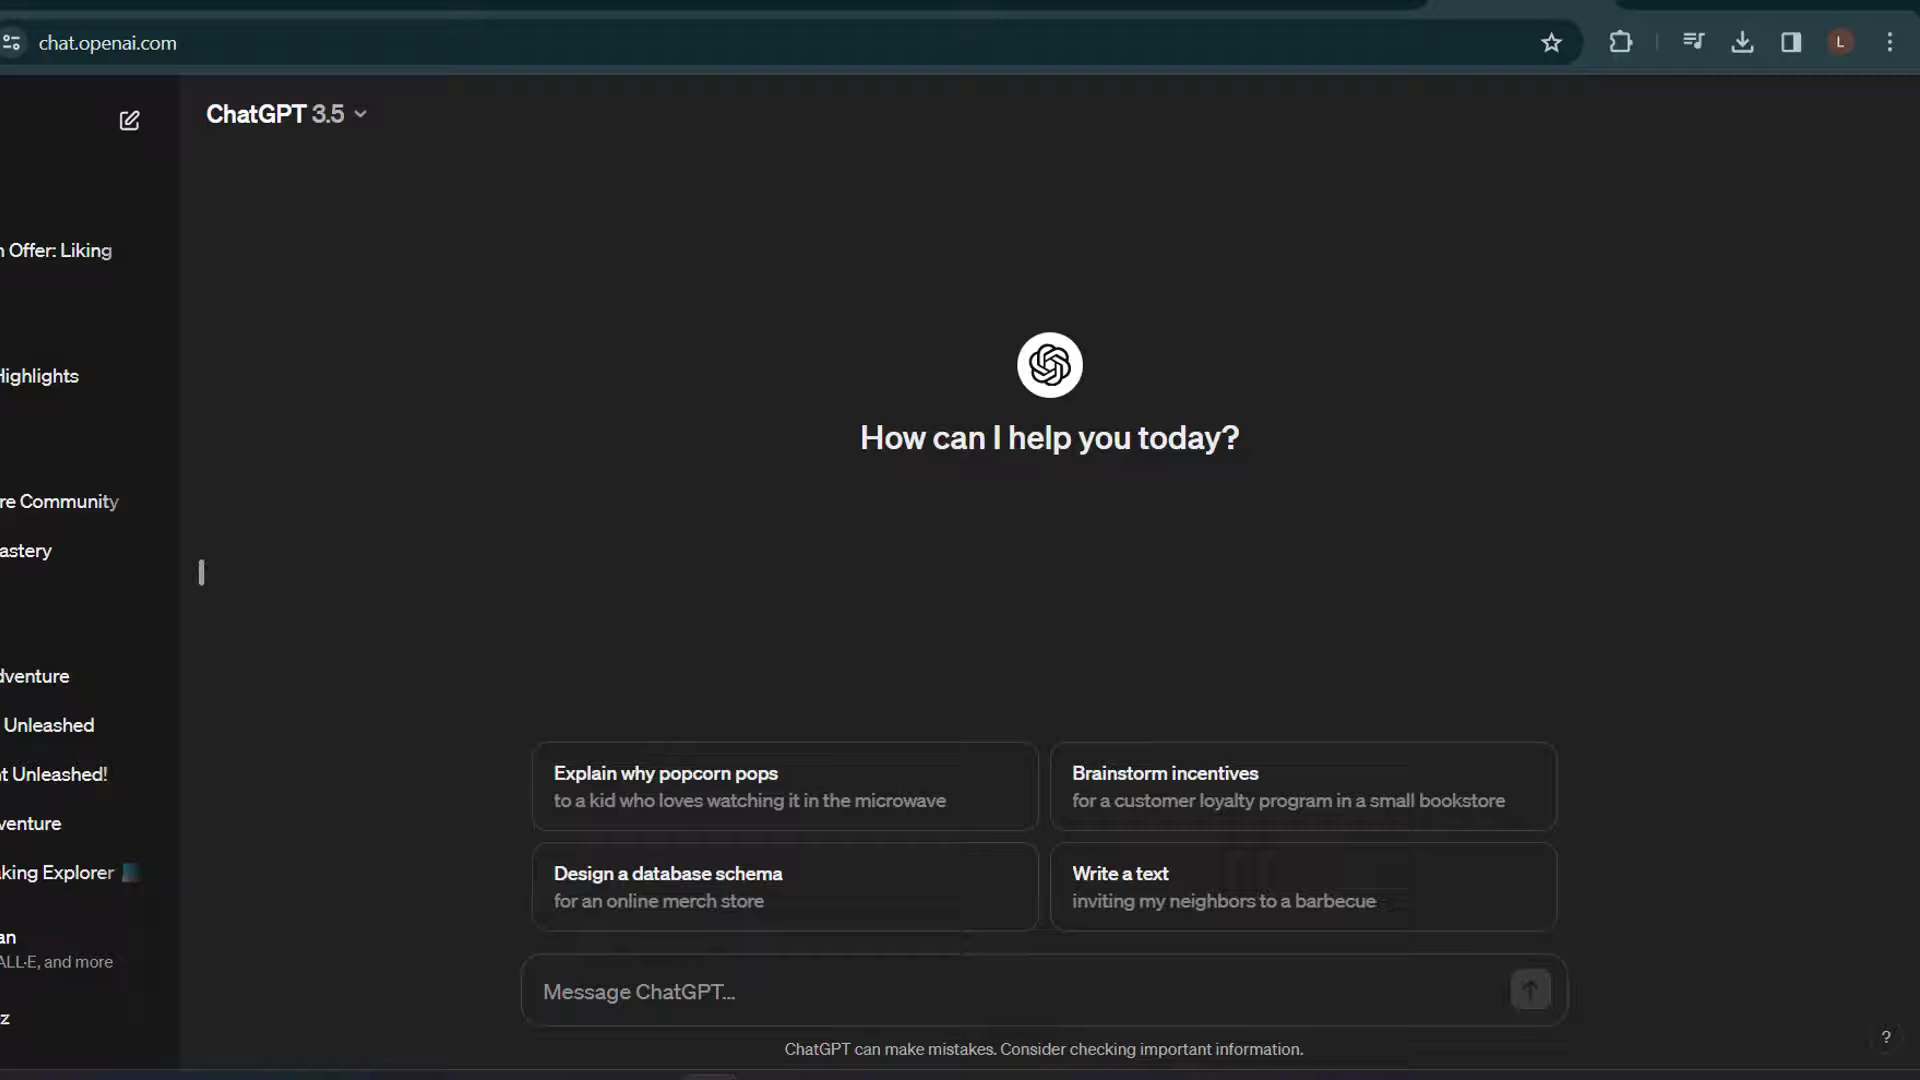 chat.openai.com
L
ChatGPT 3.5
Offer: Liking
Highlights
re Community
astery
dventure
Unleashed
t Unleashed!
venture
king Explorer
an
ALL·E, and more
z
How can I help you today?
Explain why popcorn pops
to a kid who loves watching it in the microwave
Brainstorm incentives
for a customer loyalty program in a small bookstore
Design a database schema
for an online merch store
Write a text
inviting my neighbors to a barbecue
Message ChatGPT...
ChatGPT can make mistakes. Consider checking important information.
?